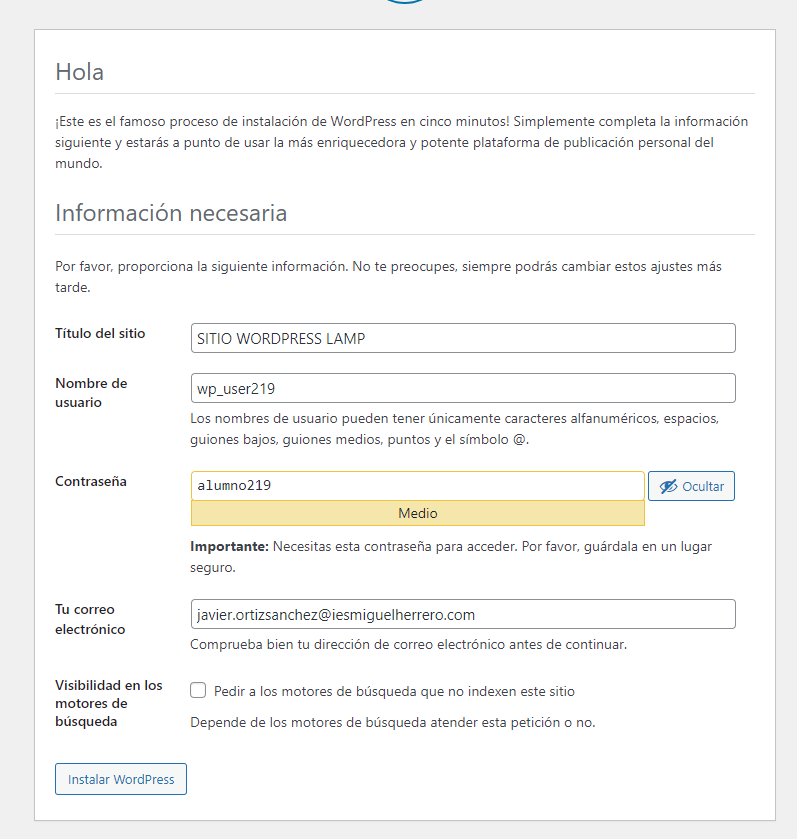 Hola
¡Este es el famoso proceso de instalación de WordPress en cinco minutos! Simplemente completa la información
siguiente y estarás a punto de usar la más enriquecedora y potente plataforma de publicación personal del
mundo.
Información necesaria
Por favor, proporciona la siguiente información. No te preocupes, siempre podrás cambiar estos ajustes más
tarde.
Título del sitio
SITIO WORDPRESS LAMP
Nombre de
usuario
wp_user219
Los nombres de usuario pueden tener únicamente caracteres alfanuméricos, espacios,
guiones bajos, guiones medios, puntos y el símbolo @.
Contraseña
alumno219
Ocultar
Medio
Importante: Necesitas esta contraseña para acceder. Por favor, guárdala en un lugar
seguro.
Tu correo
electrónico
javier.ortizsanchez@iesmiguelherrero.com
Comprueba bien tu dirección de correo electrónico antes de continuar.
Visibilidad en los
motores de
búsqueda
Pedir a los motores de búsqueda que no indexen este sitio
Depende de los motores de búsqueda atender esta petición o no.
Instalar WordPress